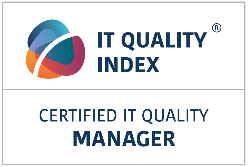 IT QUALITY ®
INDEX
CERTIFIED IT QUALITY
MANAGER